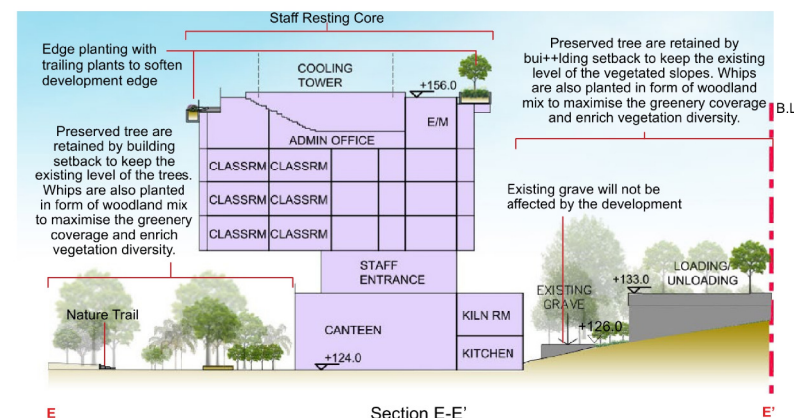 Staff Resting Core
Edge planting with
trailing plants to soften
development edge
COOLING
TOWER
+156.0
Preserved tree are retained by
bui++lding setback to keep the existing
level of the vegetated slopes. Whips
are also planted in form of woodland
mix to maximise the greenery coverage
and enrich vegetation diversity.
B.L
E/M
ADMIN OFFICE
Preserved tree are
retained by building
setback to keep the
existing level of the trees.
Whips are also planted
in form of woodland mix
to maximise the greenery
coverage and enrich
vegetation diversity.
CLASSRM CLASSRM
CLASSRM CLASSRM
CLASSRM CLASSRM
Existing grave will not be
affected by the development
STAFF
ENTRANCE
LOADING/
UNLOADING
+133.0
EXISTING
GRAVE
+126.0
Nature Trail
CANTEEN
KILN RM
KITCHEN
+124.0
E
Section E-E'
E'